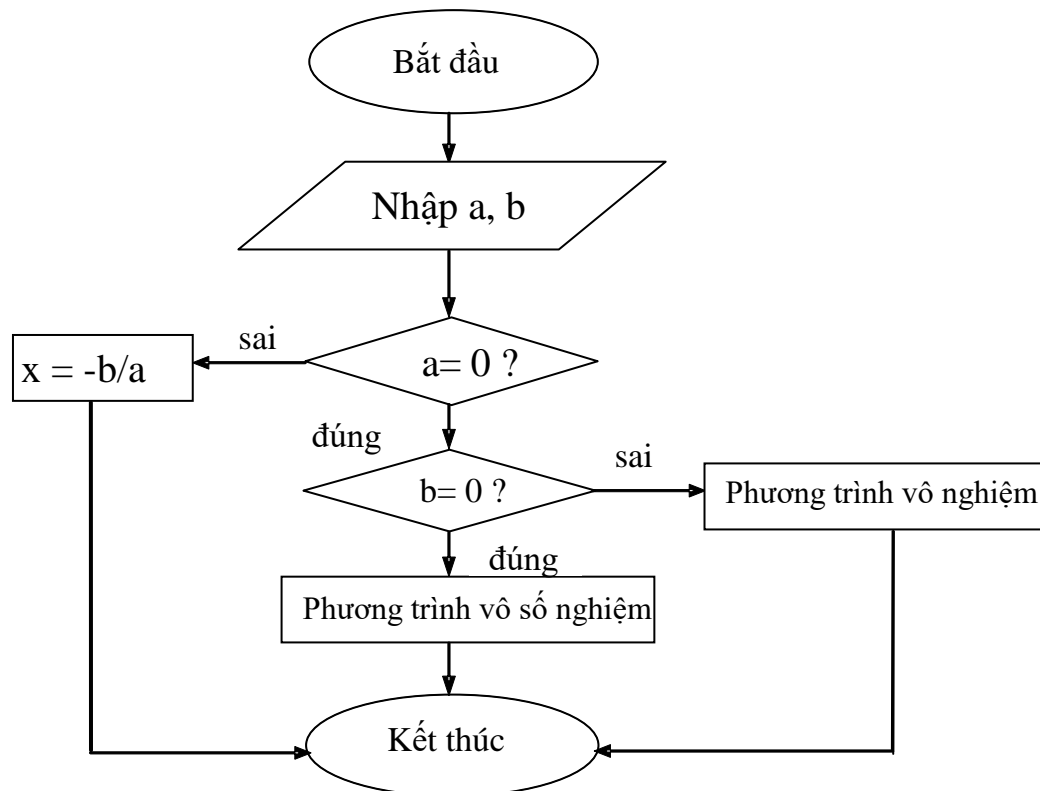 Bắt đầu
Nhập a, b
sai
x = -b/a
a= 0 ?
đúng
sai
b= 0 ?
Phương trình vô nghiệm
đúng
Phương trình vô số nghiệm
Kết thúc